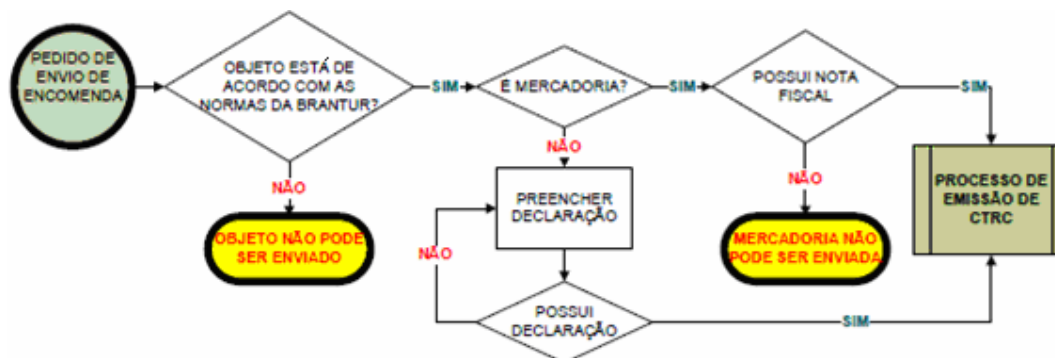 PEDIDO DE
ENVIO DE
ENCOMENDA
OBJETO ESTÁ DE
ACORDO COM AS
NORMAS DA BRANTUR?
SIM
É MERCADORIA?
SIM
POSSUI NOTA
FISCAL
SIM
NÃO
OBJETO NÃO PODE
SER ENVIADO
NÃO
PREENCHER
DECLARAÇÃO
NÃO
POSSUI
DECLARAÇÃO
SIM
NÃO
MERCADORIA NÃO
PODE SER ENVIADA
PROCESSO DE
EMISSÃO DE
CTRC